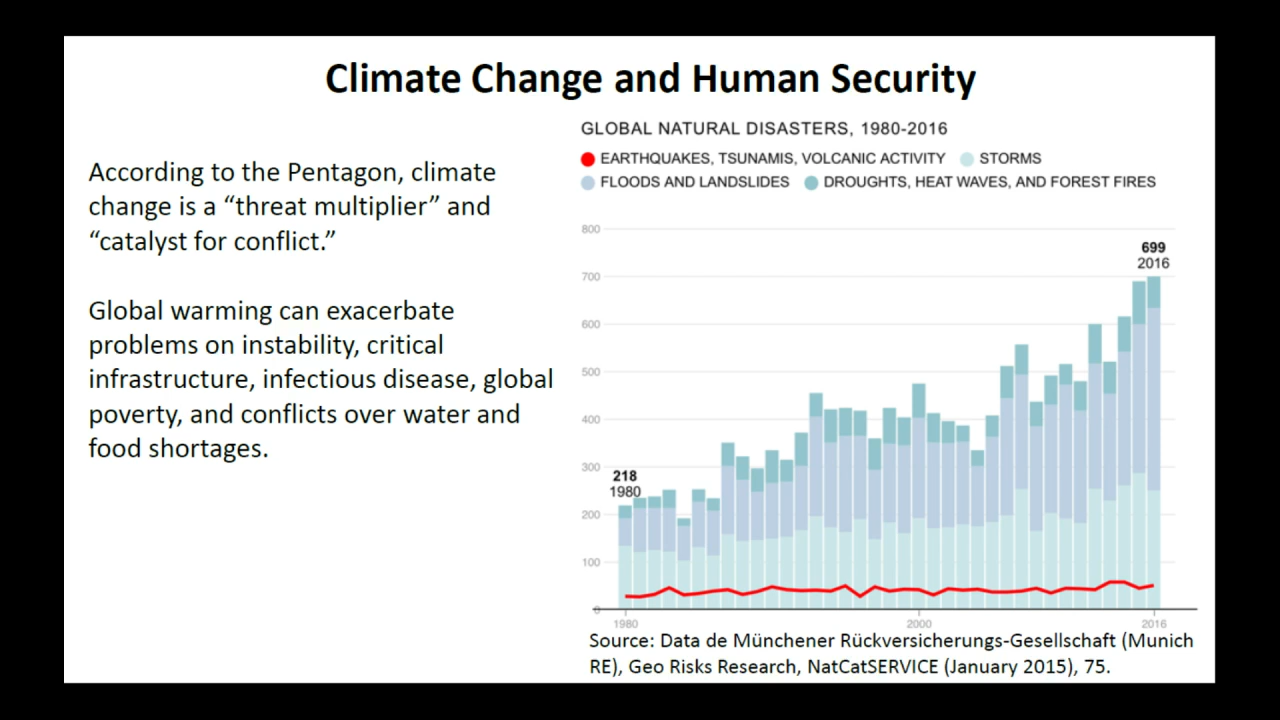 Climate Change and Human Security
According to the Pentagon, climate
change is a “threat multiplier” and
“catalyst for conflict.”
Global warming can exacerbate
problems on instability, critical
infrastructure, infectious disease, global
poverty, and conflicts over water and
food shortages.
GLOBAL NATURAL DISASTERS, 1980-2016
EARTHQUAKES, TSUNAMIS, VOLCANIC ACTIVITY STORMS
FLOODS AND LANDSLIDES DROUGHTS, HEAT WAVES, AND FOREST FIRES
800
699
2016
700
600
500
400
300
218
1980
200
100
0
1980 2000 2016
Source: Data de Münchener Rückversicherungs-Gesellschaft (Munich
RE), Geo Risks Research, NatCatSERVICE (January 2015), 75.